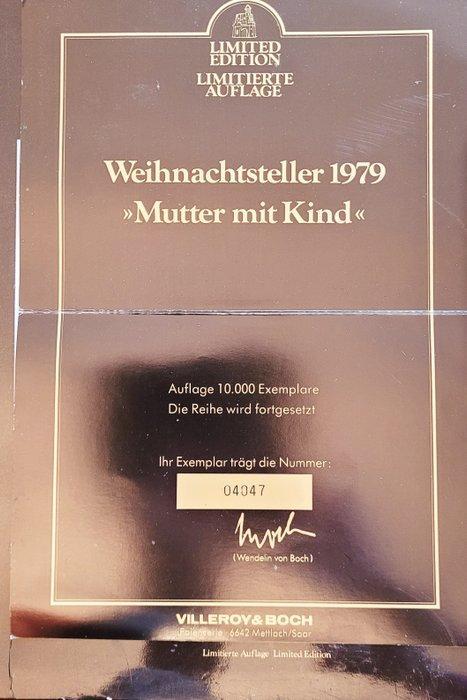 LIMITED
EDITION
LIMITIERTE
AUFLAGE
Weihnachtsteller 1979
»Mutter mit Kind«
Auflage 10.000 Exemplare
Die Reihe wird fortgesetzt
Ihr Exemplar trägt die Nummer:
04047
(Wendelin von Boch)
VILLEROY&BOCH
Faiencerie · 6642 Mettlach/Saar
Limitierte Auflage Limited Edition